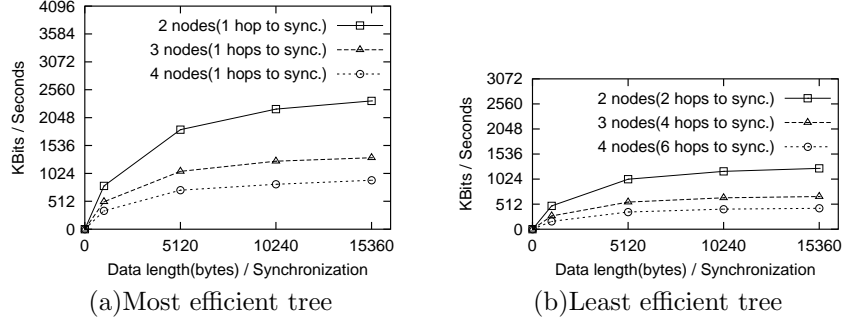 4096
3584
3072
2560
2048
1536
1024
512
0
KBits / Seconds
2 nodes(1 hop to sync.)
3 nodes(1 hops to sync.)
4 nodes(1 hops to sync.)
0 5120 10240 15360
Data length(bytes) / Synchronization
(a)Most efficient tree
3072
2560
2048
1536
1024
512
0
KBits / Seconds
2 nodes(2 hops to sync.)
3 nodes(4 hops to sync.)
4 nodes(6 hops to sync.)
0 5120 10240 15360
Data length(bytes) / Synchronization
(b)Least efficient tree